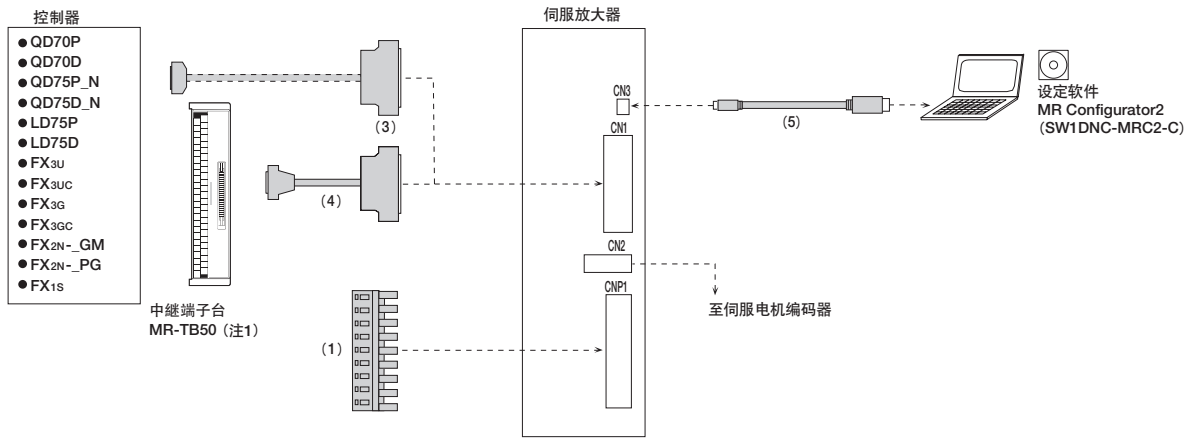 控制器
● QD70P
● QD70D
● QD75P_N
● QD75D_N
● LD75P
● LD75D
● FX3U
● FX3UC
● FX3G
● FX3GC
● FX2N-_GM
● FX2N-_PG
● FX1S
中继端子台
MR-TB50（注1）
（3）
（4）
（1）
伺服放大器
CN3
CN1
CN2
CNP1
至伺服电机编码器
（5）
设定软件
MR Configurator2
（SW1DNC-MRC2-C）